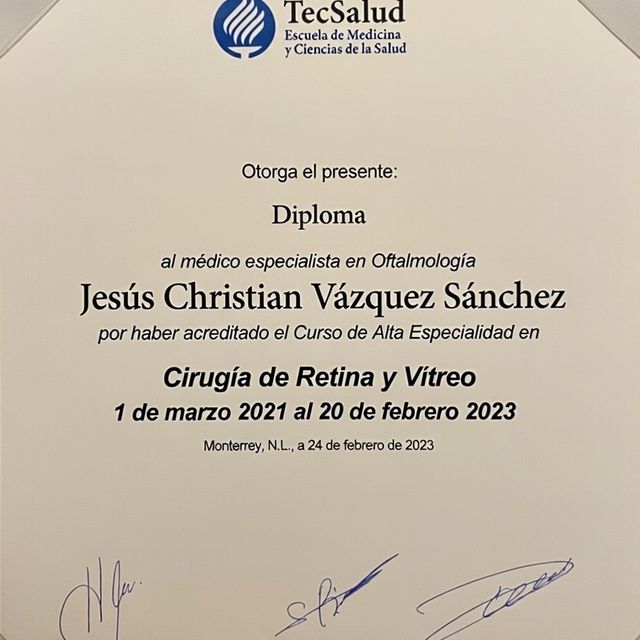 TecSalud
Escuela de Medicina
y Ciencias de la Salud
Otorga el presente:
Diploma
al médico especialista en Oftalmología
Jesús Christian Vázquez Sánchez
por haber acreditado el Curso de Alta Especialidad en
Cirugía de Retina y Vítreo
1 de marzo 2021 al 20 de febrero 2023
Monterrey, N.L., a 24 de febrero de 2023